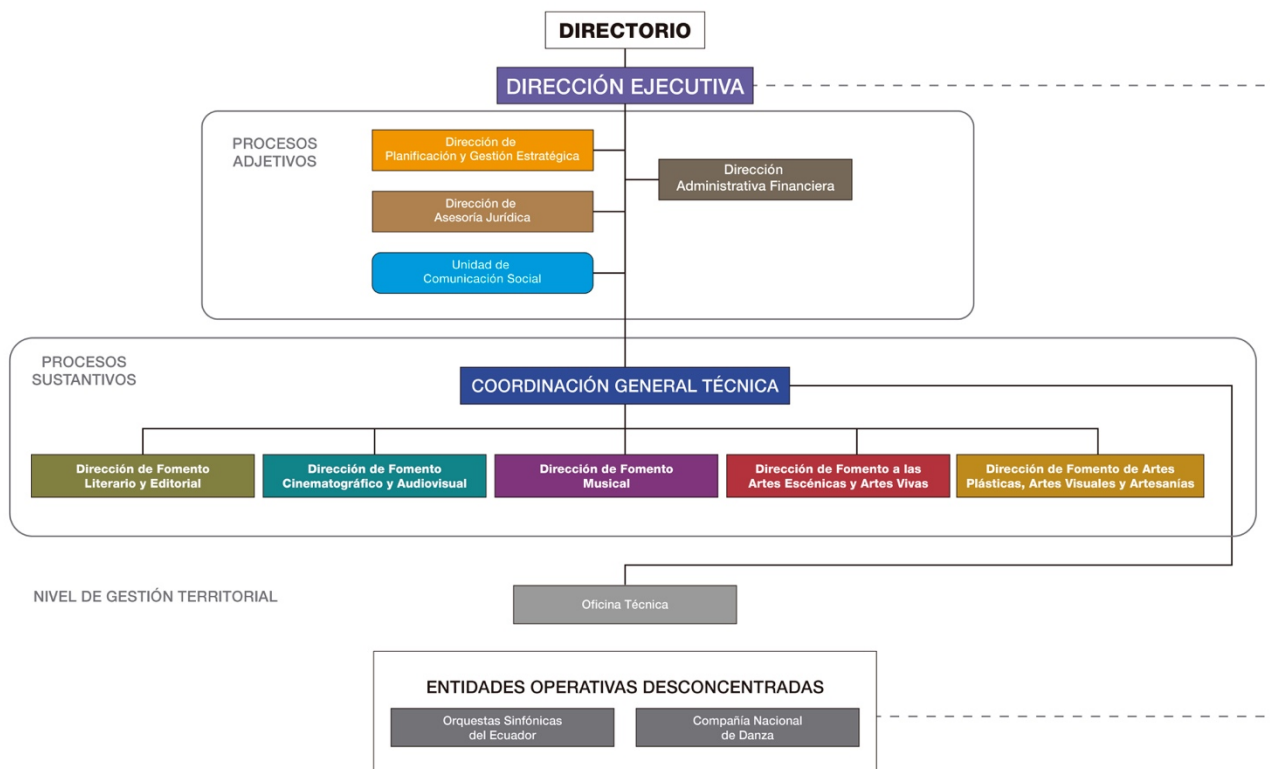 DIRECTORIO
DIRECCIÓN EJECUTIVA
PROCESOS
ADJETIVOS
Dirección de
Planificación y Gestión Estratégica
Dirección
Administrativa Financiera
Dirección de
Asesoría Jurídica
Unidad de
Comunicación Social
PROCESOS
SUSTANTIVOS
COORDINACIÓN GENERAL TÉCNICA
Dirección de Fomento
Literario y Editorial
Dirección de Fomento
Cinematográfico y Audiovisual
Dirección de Fomento
Musical
Dirección de Fomento a las
Artes Escénicas y Artes Vivas
Dirección de Fomento de Artes
Plásticas, Artes Visuales y Artesanías
NIVEL DE GESTIÓN TERRITORIAL
Oficina Técnica
ENTIDADES OPERATIVAS DESCONCENTRADAS
Orquestas Sinfónicas
del Ecuador
Compañía Nacional
de Danza